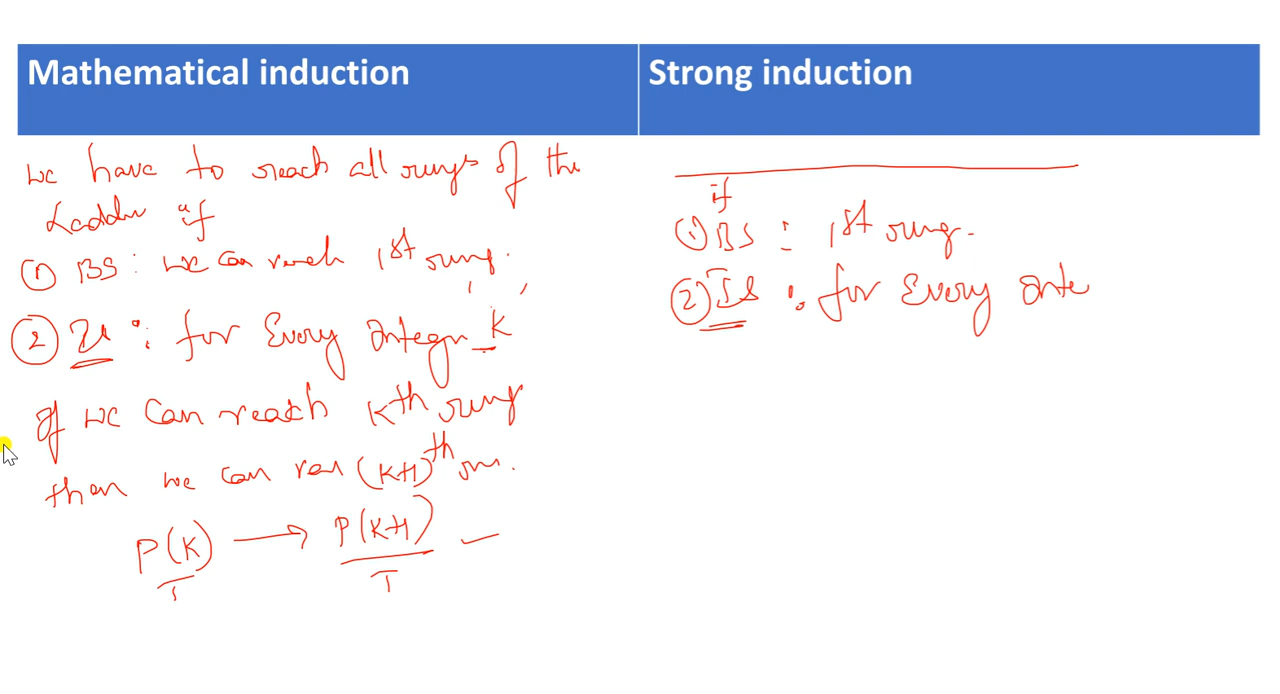 Mathematical induction
we have to reach all rungs of the
Ladder if
① BS: we can reach 1st rung.
② IS: for Every Integer K
If we can reach Kth rung
then we can rea (K+1)th
P(K) → P(K+1)
T T
Strong induction
if
① BS: 1st rung.
② IS: for Every Inte